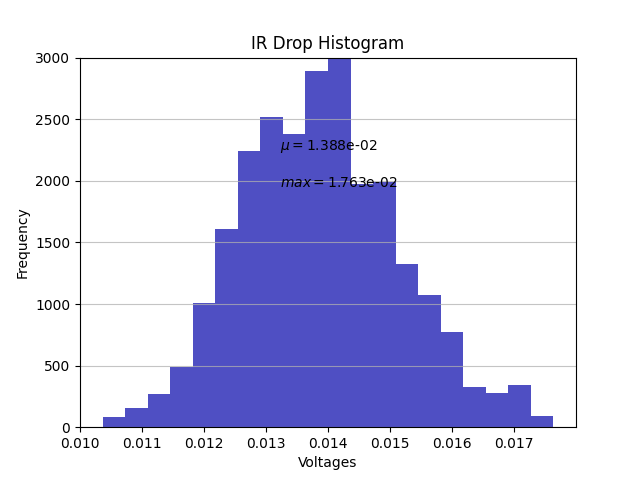 IR Drop Histogram
3000
2500
2000
1500
1000
500
0
Frequency
μ = 1.388e-02
max = 1.763e-02
0.010 0.011 0.012 0.013 0.014 0.015 0.016 0.017
Voltages